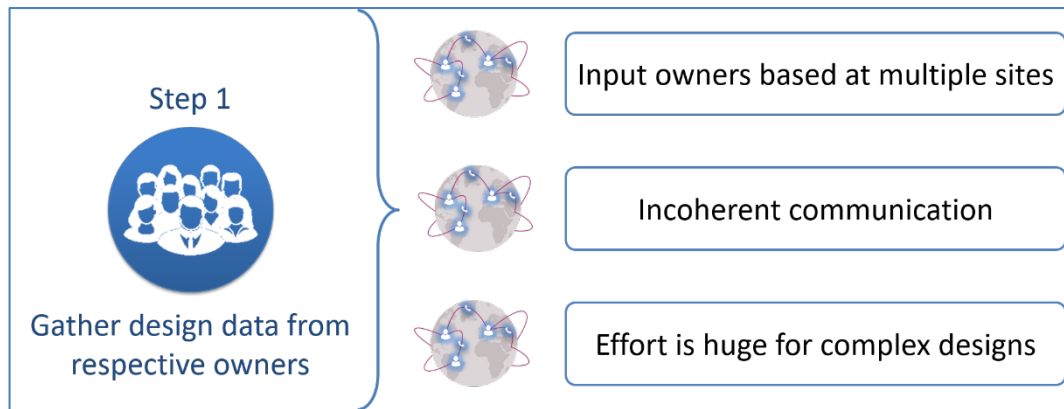 Step 1
Gather design data from
respective owners
Input owners based at multiple sites
Incoherent communication
Effort is huge for complex designs